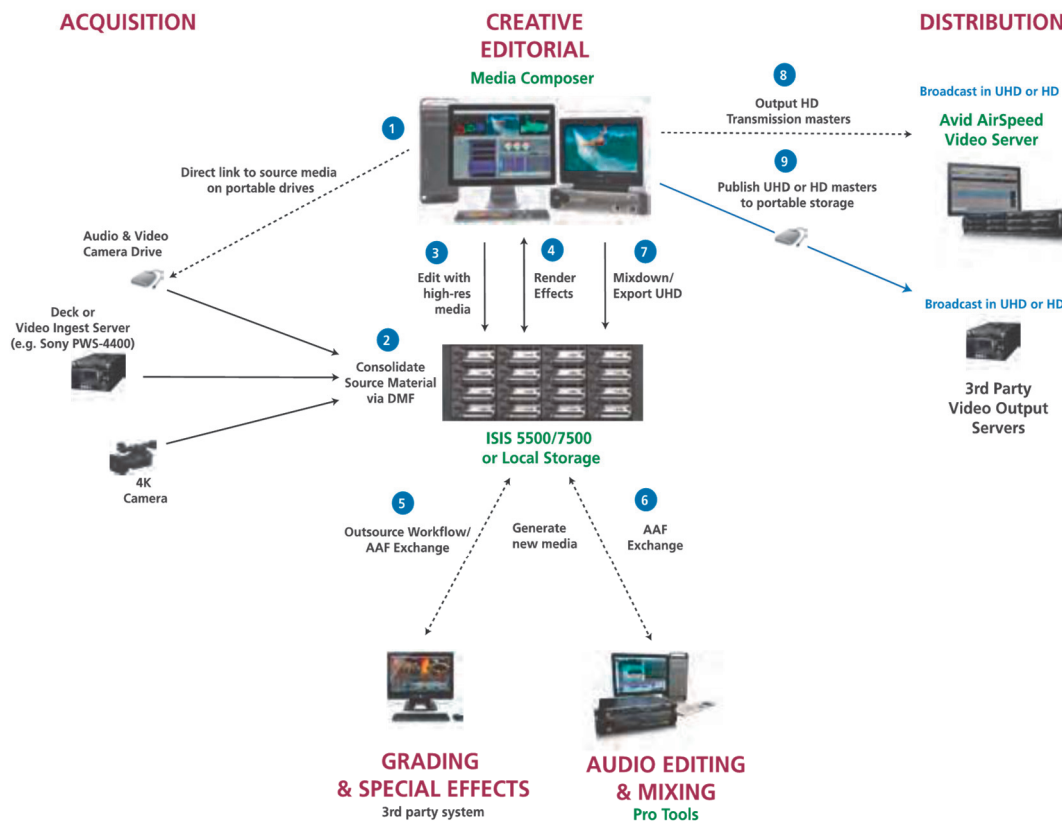 ACQUISITION
CREATIVE
EDITORIAL
Media Composer
DISTRIBUTION
8
Output HD
Transmission masters
Broadcast in UHD or HD
Avid AirSpeed
Video Server
1
Direct link to source media
on portable drives
9
Publish UHD or HD masters
to portable storage
Audio & Video
Camera Drive
3
Edit with
high-res
media
4
Render
Effects
7
Mixdown/
Export UHD
Deck or
Video Ingest Server
(e.g. Sony PWS-4400)
2
Consolidate
Source Material
via DMF
Broadcast in UHD or HD
3rd Party
Video Output
Servers
ISIS 5500/7500
or Local Storage
4K
Camera
5
Outsource Workflow/
AAF Exchange
Generate
new media
6
AAF
Exchange
GRADING
& SPECIAL EFFECTS
3rd party system
AUDIO EDITING
& MIXING
Pro Tools